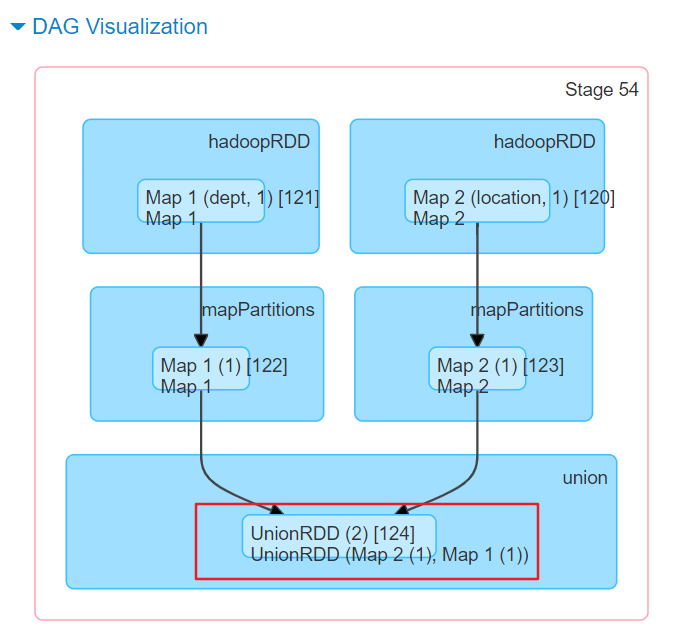 DAG Visualization
Stage 54
hadoopRDD
Map 1 (dept, 1) [121]
Map 1
hadoopRDD
Map 2 (location, 1) [120]
Map 2
mapPartitions
Map 1 (1) [122]
Map 1
mapPartitions
Map 2 (1) [123]
Map 2
union
UnionRDD (2) [124]
UnionRDD (Map 2 (1), Map 1 (1))